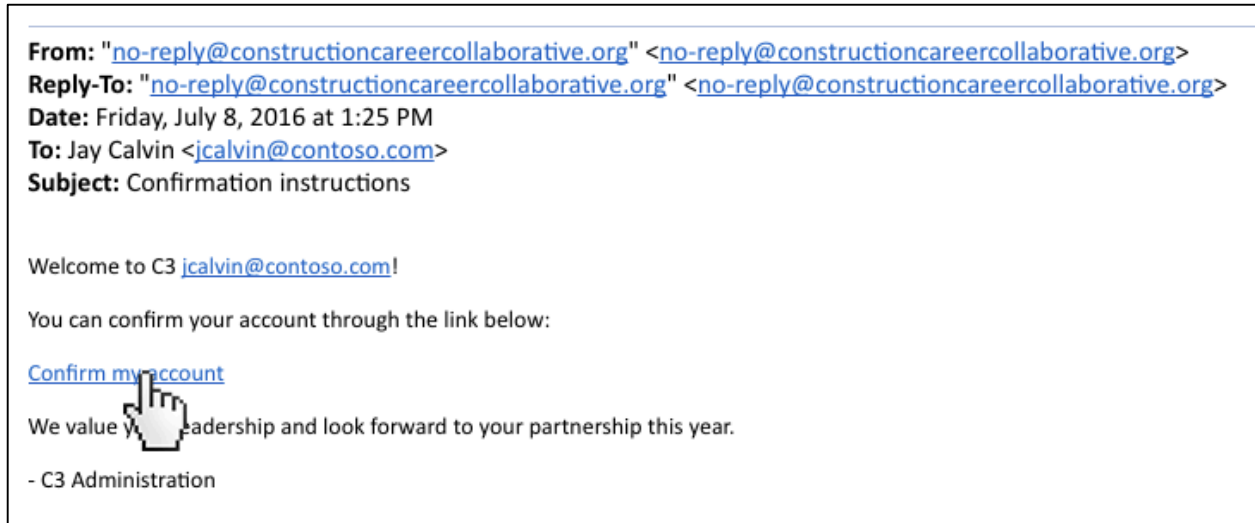 From: "no-reply@constructioncareercollaborative.org" <no-reply@constructioncareercollaborative.org>
Reply-To: "no-reply@constructioncareercollaborative.org" <no-reply@constructioncareercollaborative.org>
Date: Friday, July 8, 2016 at 1:25 PM
To: Jay Calvin <jcalvin@contoso.com>
Subject: Confirmation instructions
Welcome to C3 jcalvin@contoso.com!
You can confirm your account through the link below:
Confirm my account
We value leadership and look forward to your partnership this year.
- C3 Administration